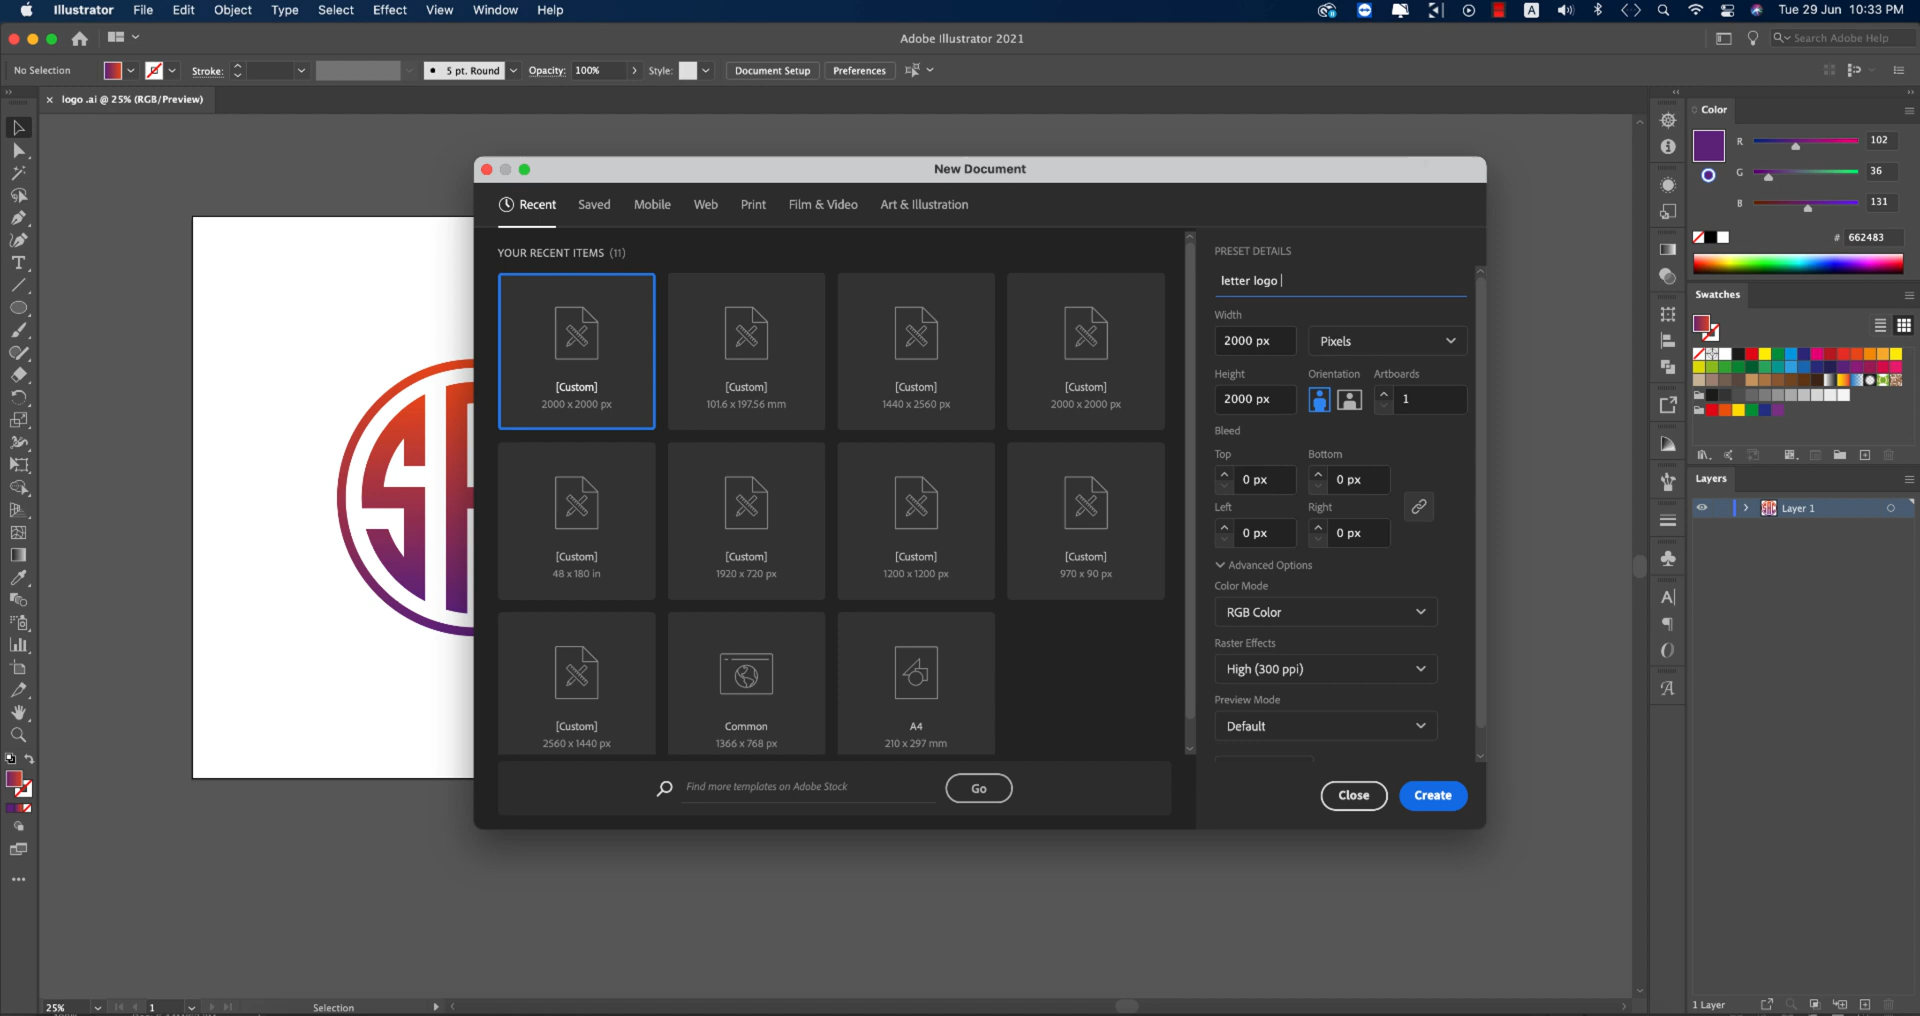 Illustrator File Edit Object Type Select Effect View Window Help
A
Tue 29 Jun 10:33 PM
Adobe Illustrator 2021
Search Adobe Help
No Selection
Stroke:
5 pt. Round
Opacity: 100%
Style:
Document Setup
Preferences
logo .ai @ 25% (RGB/Preview)
New Document
Recent Saved Mobile Web Print Film & Video Art & Illustration
YOUR RECENT ITEMS (11)
[Custom]
2000 x 2000 px
[Custom]
101.6 x 197.56 mm
[Custom]
1440 x 2560 px
[Custom]
2000 x 2000 px
[Custom]
48 x 180 in
[Custom]
1920 x 720 px
[Custom]
1200 x 1200 px
[Custom]
970 x 90 px
[Custom]
2560 x 1440 px
Common
1366 x 768 px
A4
210 x 297 mm
Find more templates on Adobe Stock
Go
PRESET DETAILS
letter logo
Width
2000 px
Pixels
Height
Orientation
Artboards
2000 px
1
Bleed
Top
Bottom
0 px
0 px
Left
Right
0 px
0 px
Advanced Options
Color Mode
RGB Color
Raster Effects
High (300 ppi)
Preview Mode
Default
Close
Create
Color
R 102
G 36
B 131
# 662483
Swatches
Layers
Layer 1
1 Layer
25%
1
Selection